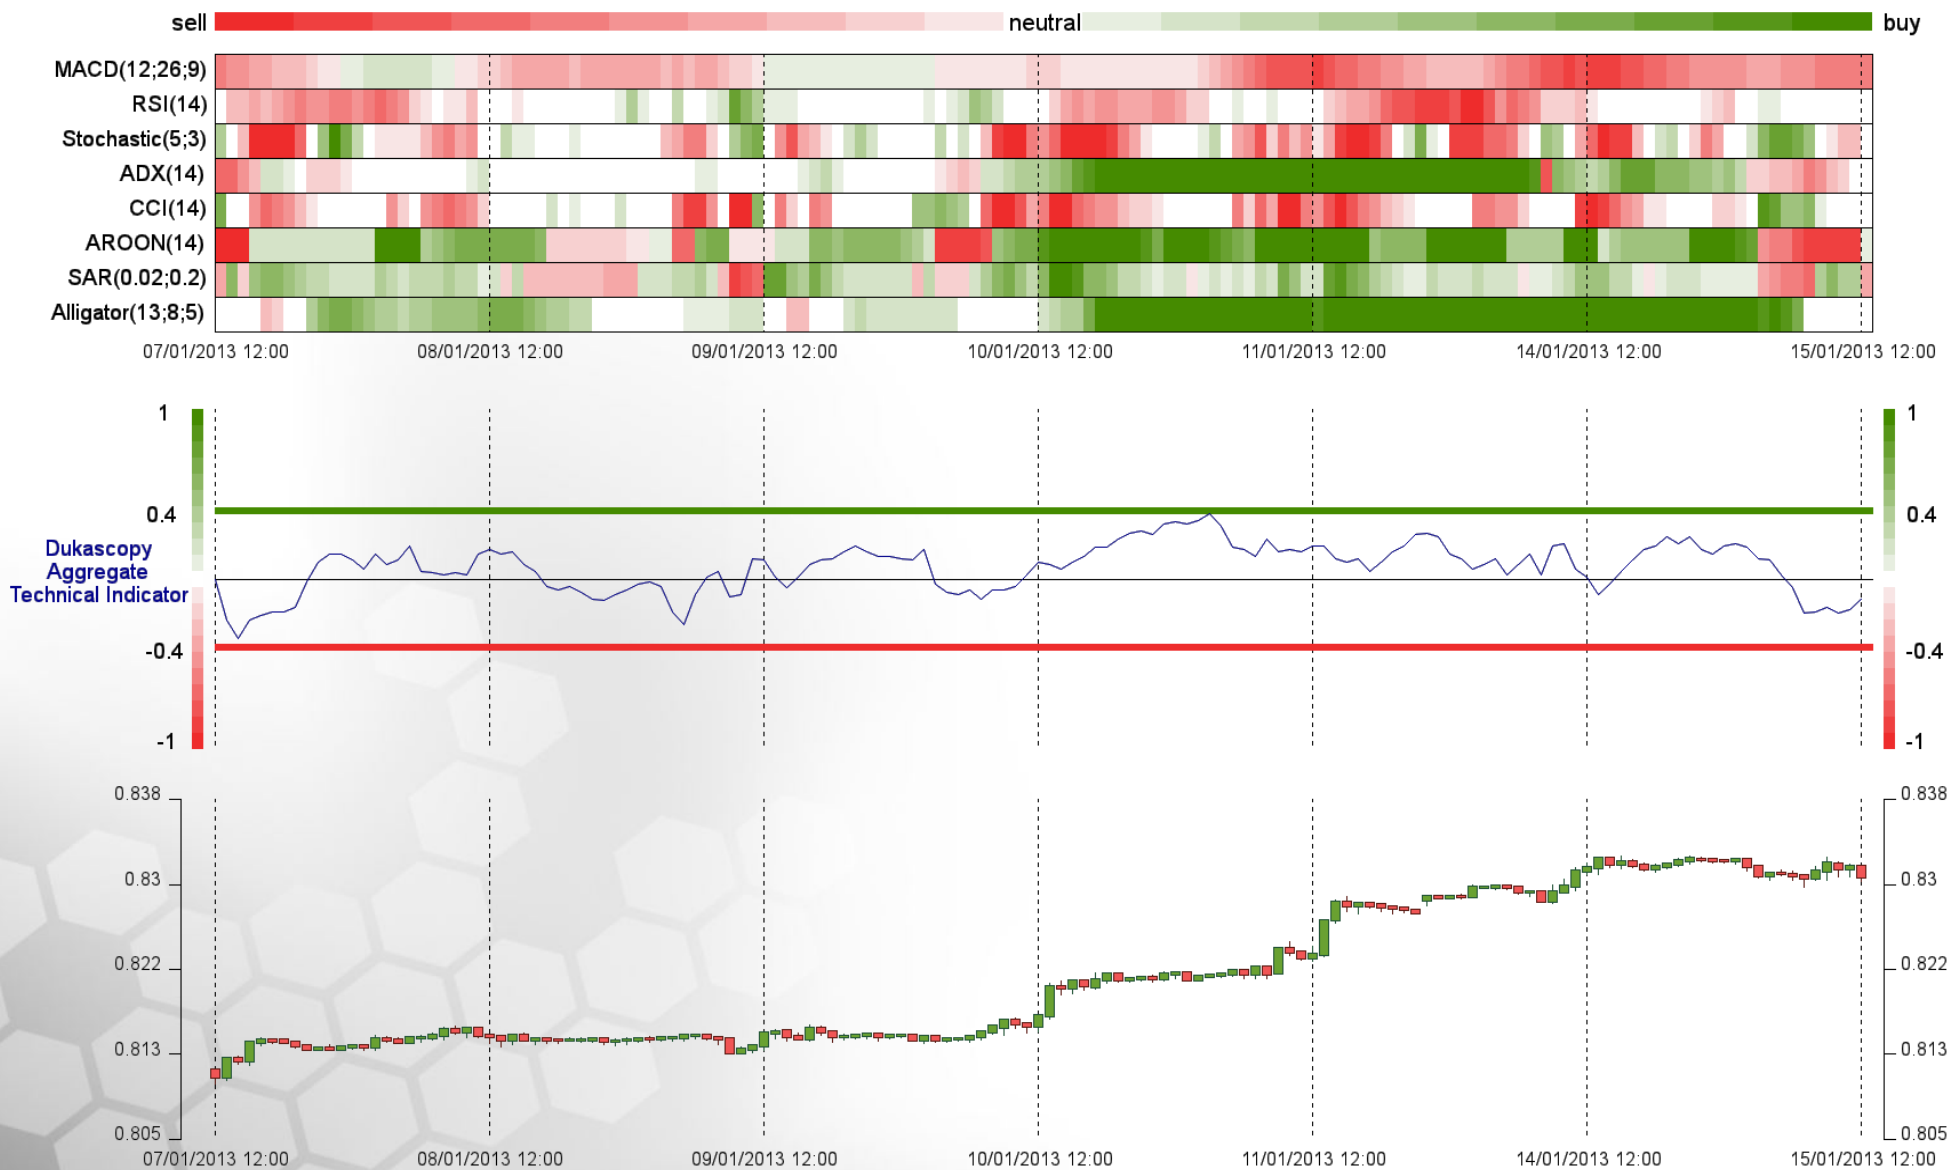 sell neutral buy
MACD(12;26;9)
RSI(14)
Stochastic(5;3)
ADX(14)
CCI(14)
AROON(14)
SAR(0.02;0.2)
Alligator(13;8;5)
07/01/2013 12:00 08/01/2013 12:00 09/01/2013 12:00 10/01/2013 12:00 11/01/2013 12:00 14/01/2013 12:00 15/01/2013 12:00
1 1
0.4 0.4
Dukascopy
Aggregate
Technical Indicator
-0.4 -0.4
-1 -1
0.838 0.838
0.83 0.83
0.822 0.822
0.813 0.813
0.805 0.805
07/01/2013 12:00 08/01/2013 12:00 09/01/2013 12:00 10/01/2013 12:00 11/01/2013 12:00 14/01/2013 12:00 15/01/2013 12:00